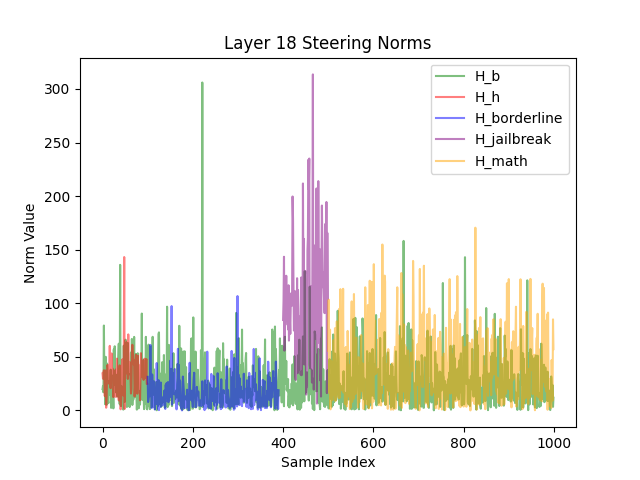 Layer 18 Steering Norms
Norm Value
300
250
200
150
100
50
0
H_b
H_h
H_borderline
H_jailbreak
H_math
0 200 400 600 800 1000
Sample Index